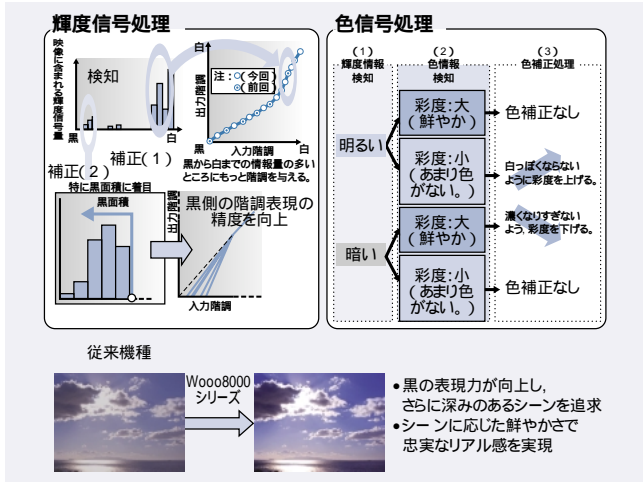 輝度信号処理
映像に含まれる輝度信号量
検知
黒
白
補正(1)
補正(2)
白
出力階調
注:○(今回)
◎(前回)
黒
入力階調
白
黒から白までの情報量の多い
ところにもっと階調を与える。
特に黒面積に着目
黒面積
出力階調
黒側の階調表現の
精度を向上
入力階調
色信号処理
(1)
輝度情報
検知
(2)
色情報
検知
(3)
色補正処理
明るい
彩度:大
(鮮やか)
色補正なし
彩度:小
(あまり色
がない。)
白っぽくならない
ように彩度を上げる。
暗い
彩度:大
(鮮やか)
濃くなりすぎない
よう,彩度を下げる。
彩度:小
(あまり色
がない。)
色補正なし
従来機種
Wooo8000
シリーズ
•黒の表現力が向上し,
さらに深みのあるシーンを追求
•シーンに応じた鮮やかさで
忠実なリアル感を実現